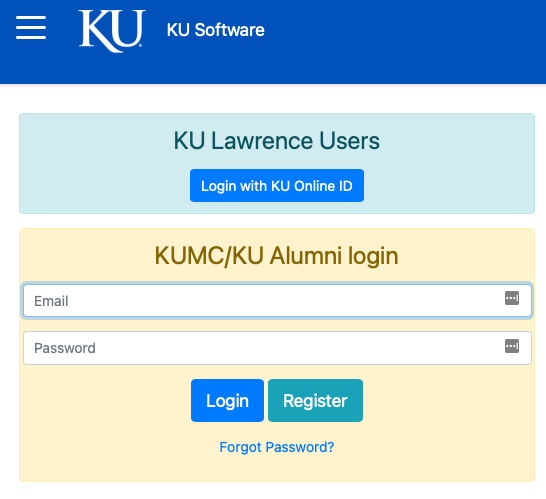 KU KU Software
KU Lawrence Users
Login with KU Online ID
KUMC/KU Alumni login
Email
Password
Login Register
Forgot Password?